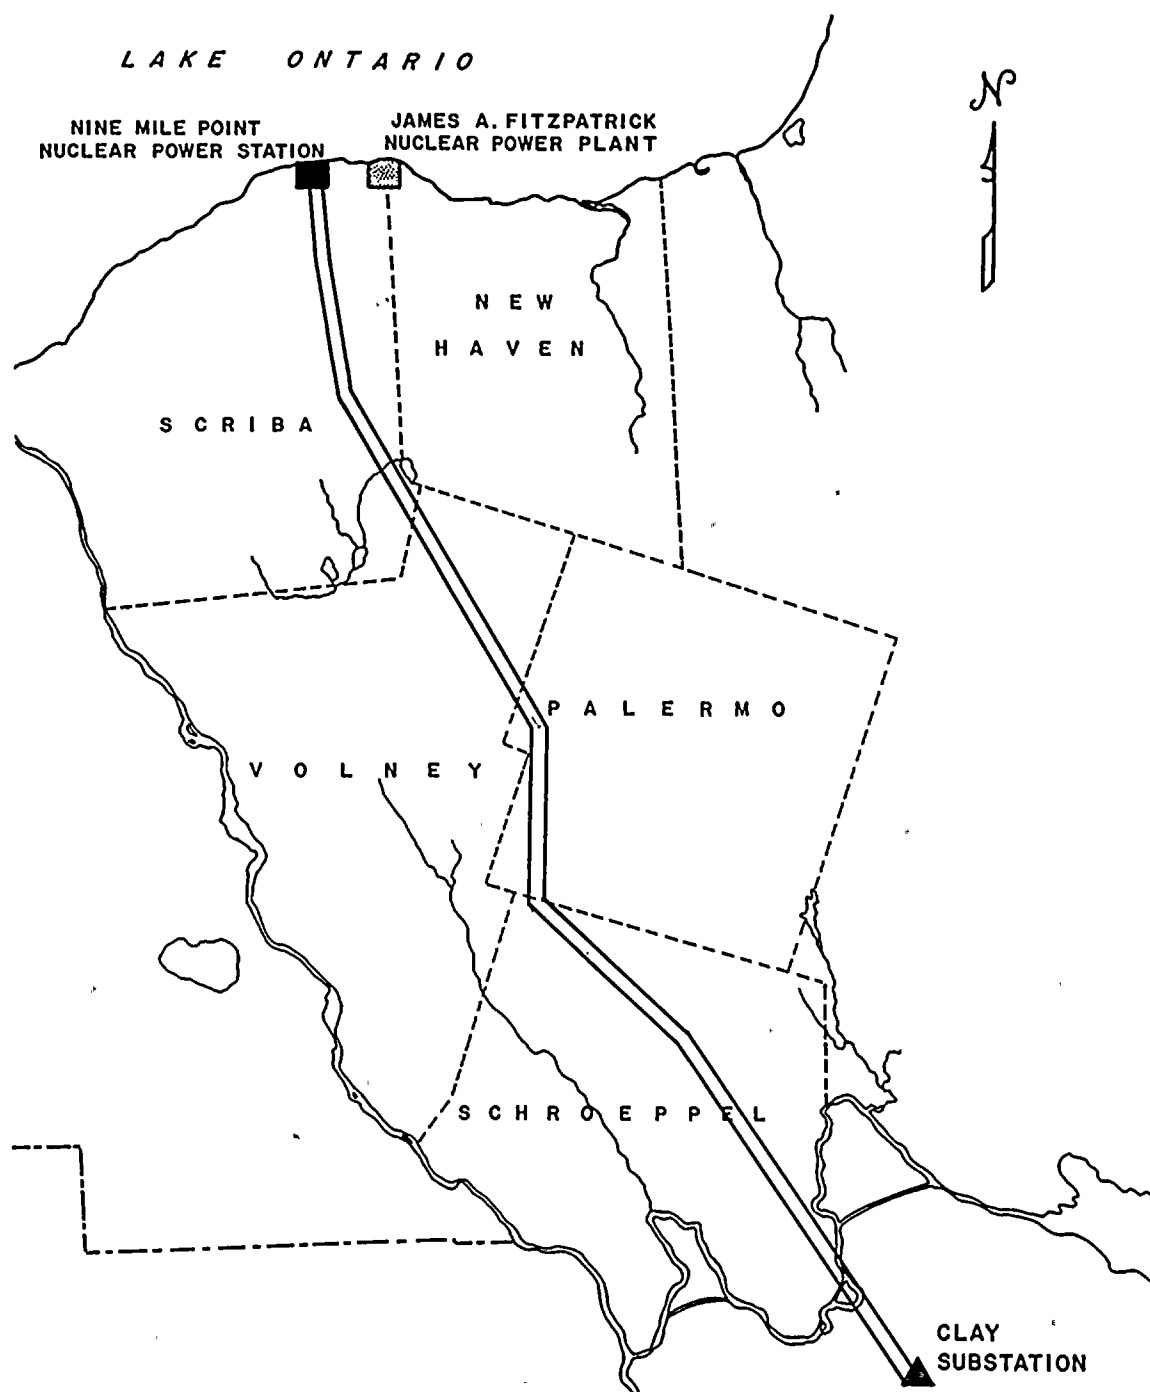 LAKE ONTARIO
NINE MILE POINT
NUCLEAR POWER STATION
JAMES A. FITZPATRICK
NUCLEAR POWER PLANT
N
NEW
HAVEN
SCRIBA
PALERMO
VOLNEY
SCHROEPPEL
CLAY
SUBSTATION